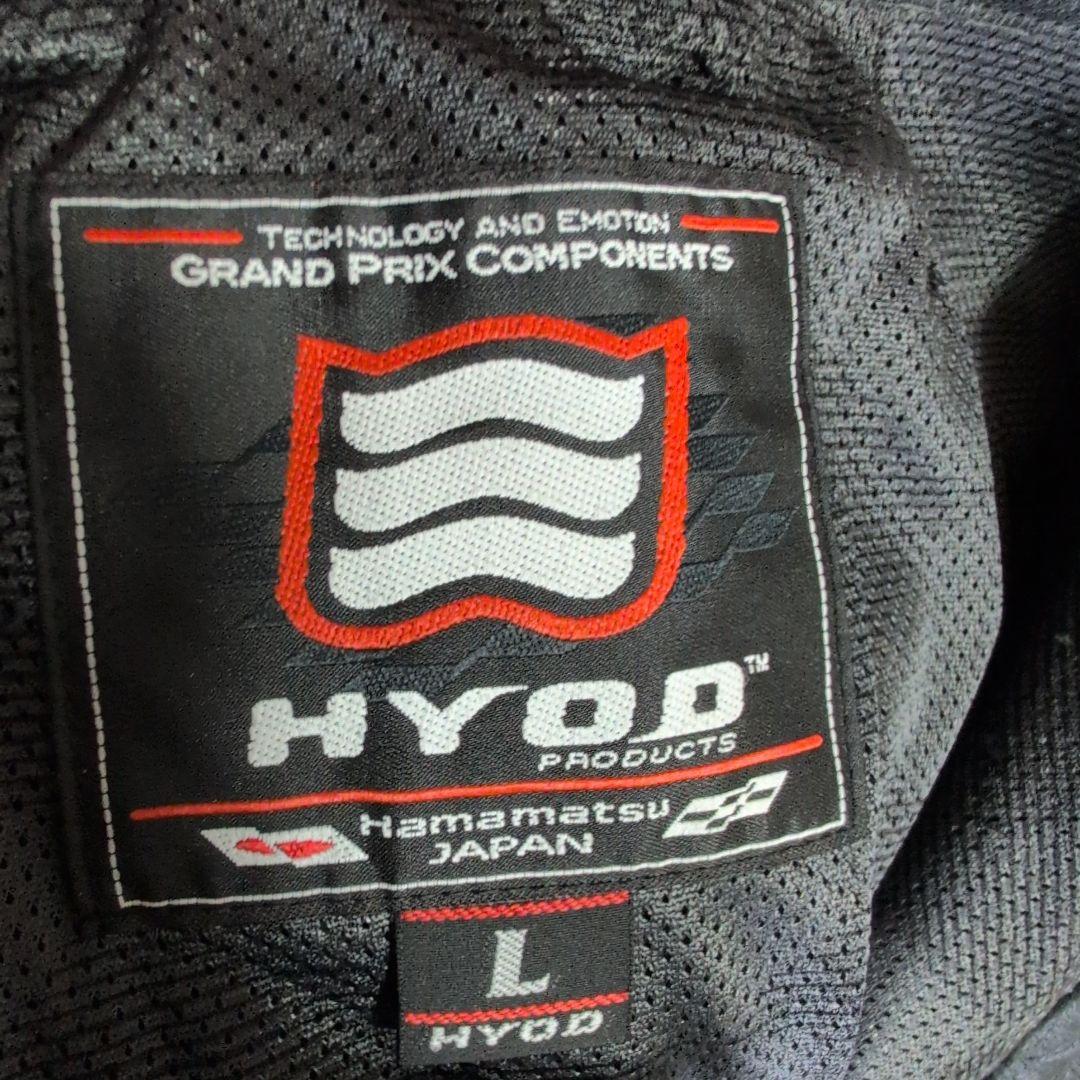 TECHNOLOGY AND EMOTION
GRAND PRIX COMPONENTS
HYOD™
PRODUCTS
Hamamatsu
JAPAN
L
HYOD